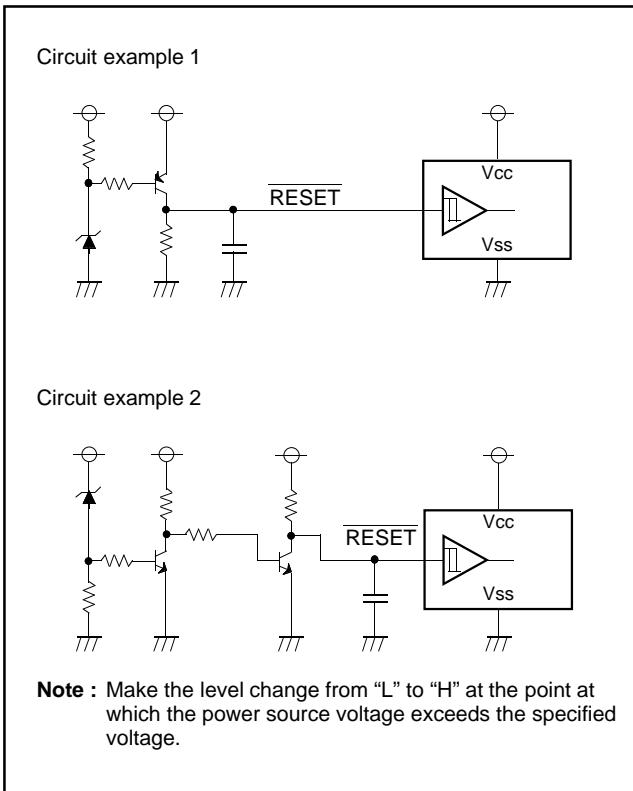 Circuit example 1
RESET
Vcc
Vss
Circuit example 2
RESET
Vcc
Vss
Note : Make the level change from “L” to “H” at the point at
which the power source voltage exceeds the specified
voltage.